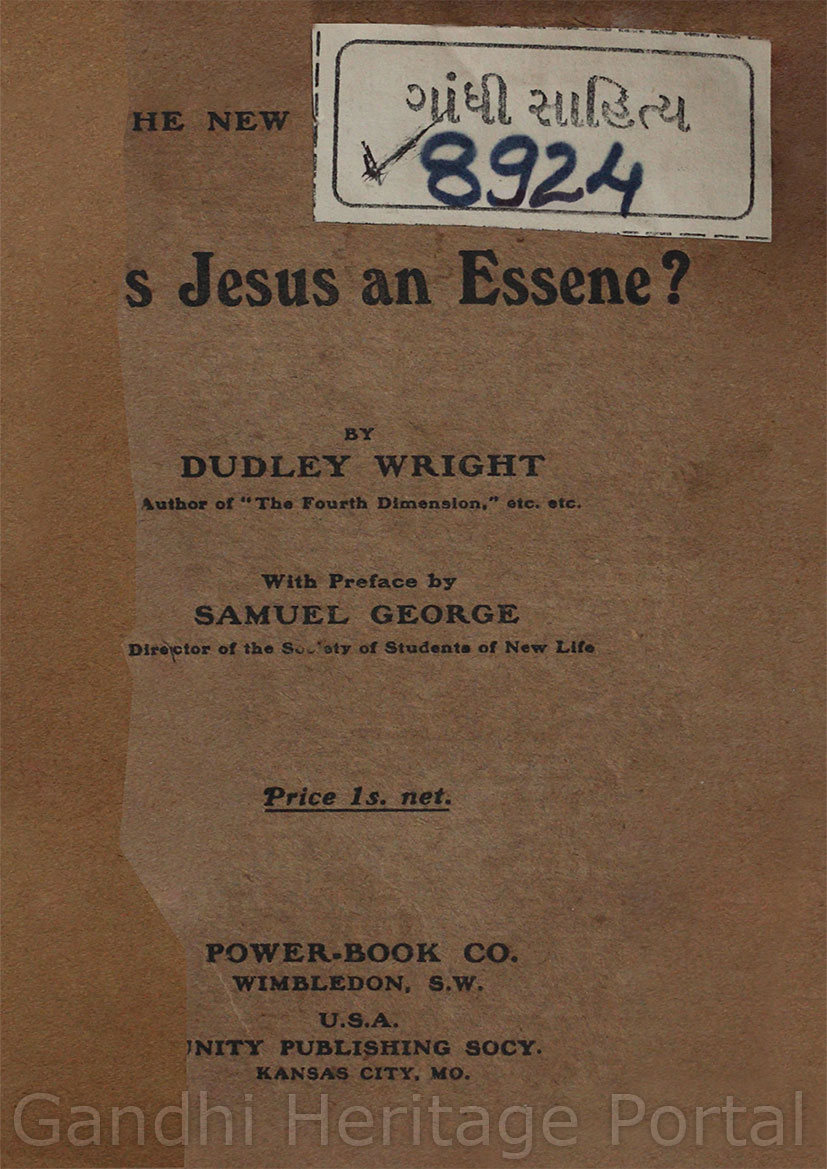 HE NEW
ગાંધી સાહિત્ય
8924
s Jesus an Essene?
BY
DUDLEY WRIGHT
Author of "The Fourth Dimension," etc. etc.
With Preface by
SAMUEL GEORGE
Director of the Society of Students of New Life
Price 1s. net.
POWER-BOOK CO.
WIMBLEDON, S.W.
U.S.A.
UNITY PUBLISHING SOCY.
KANSAS CITY, MO.
Gandhi Heritage Portal